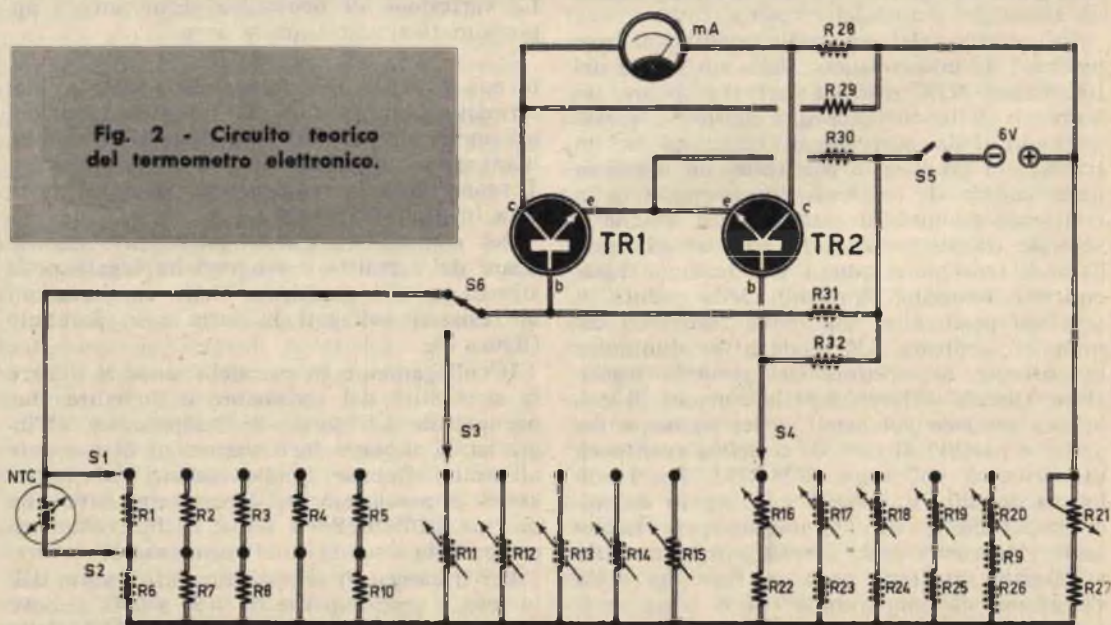 Fig. 2 - Circuito teorico
del termometro elettronico.
mA
R28
R29
R30
6V
S5
c
e
e
c
TR1
TR2
b
b
S6
R31
R32
S3
S4
NTC
S1
S2
R1
R2
R3
R4
R5
R6
R7
R8
R10
R11
R12
R13
R14
R15
R16
R17
R18
R19
R20
R21
R9
R22
R23
R24
R25
R26
R27